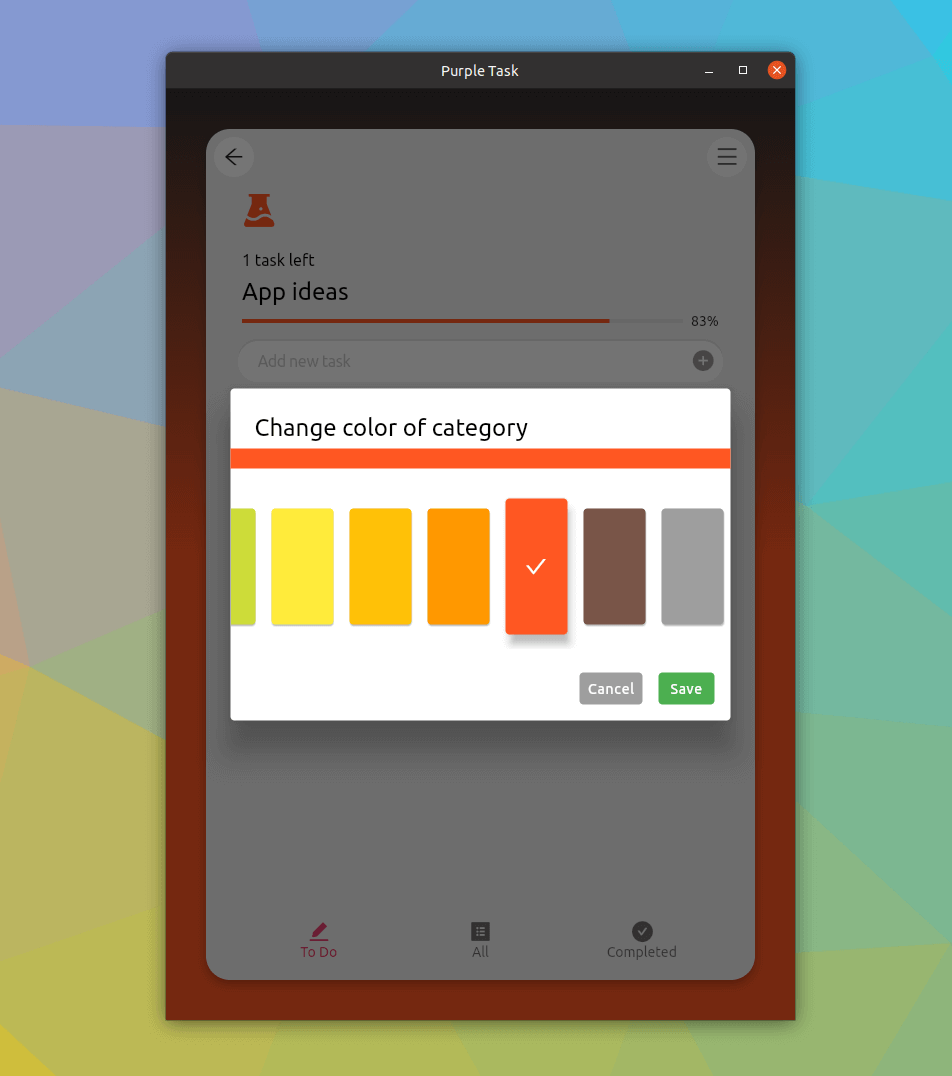 Purple Task
1 task left
App ideas
83%
Add new task
Change color of category
Cancel Save
To Do All Completed